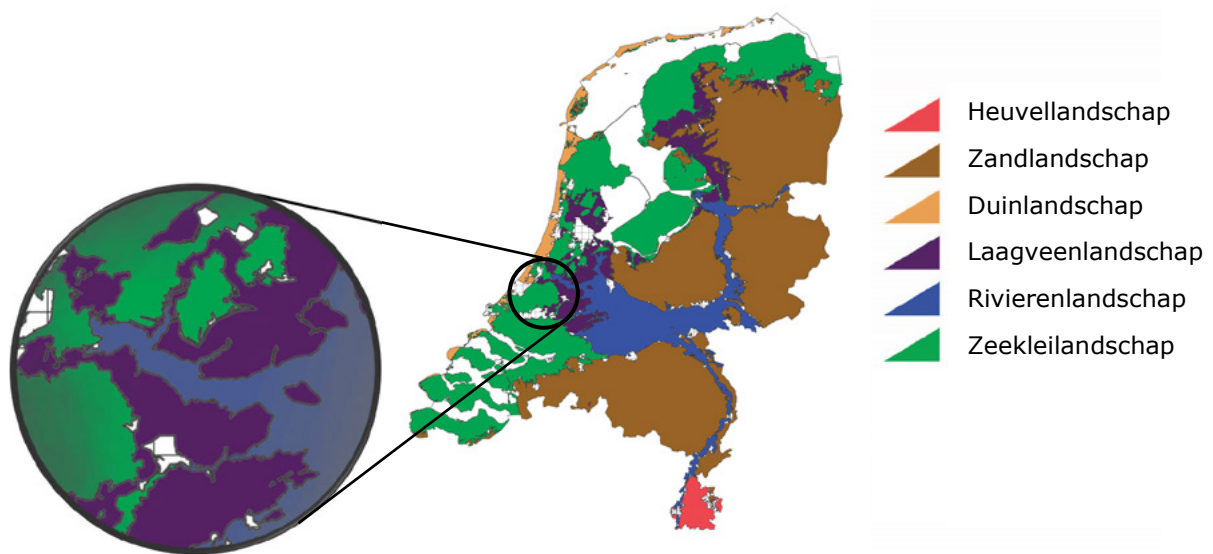 Heuvellandschap
Zandlandschap
Duinlandschap
Laagveenlandschap
Rivierenlandschap
Zeekleilandschap